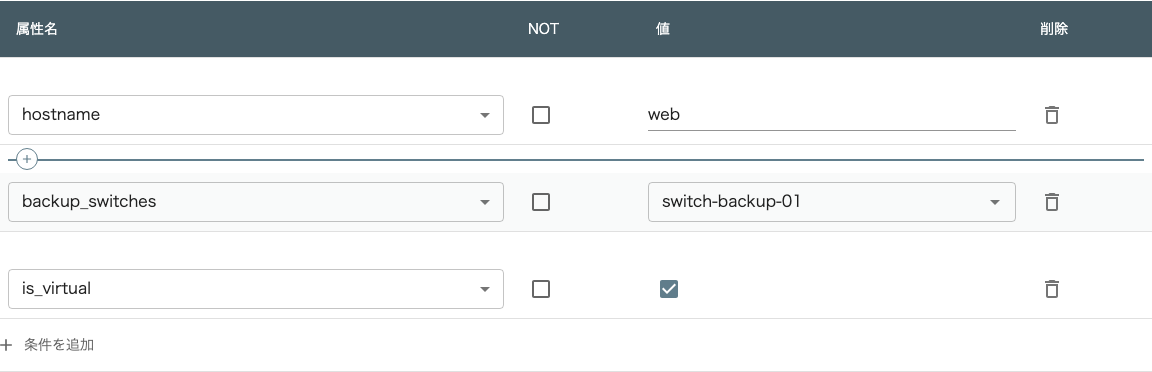 属性名 NOT 値 削除
hostname web
backup_switches switch-backup-01
is_virtual
条件を追加